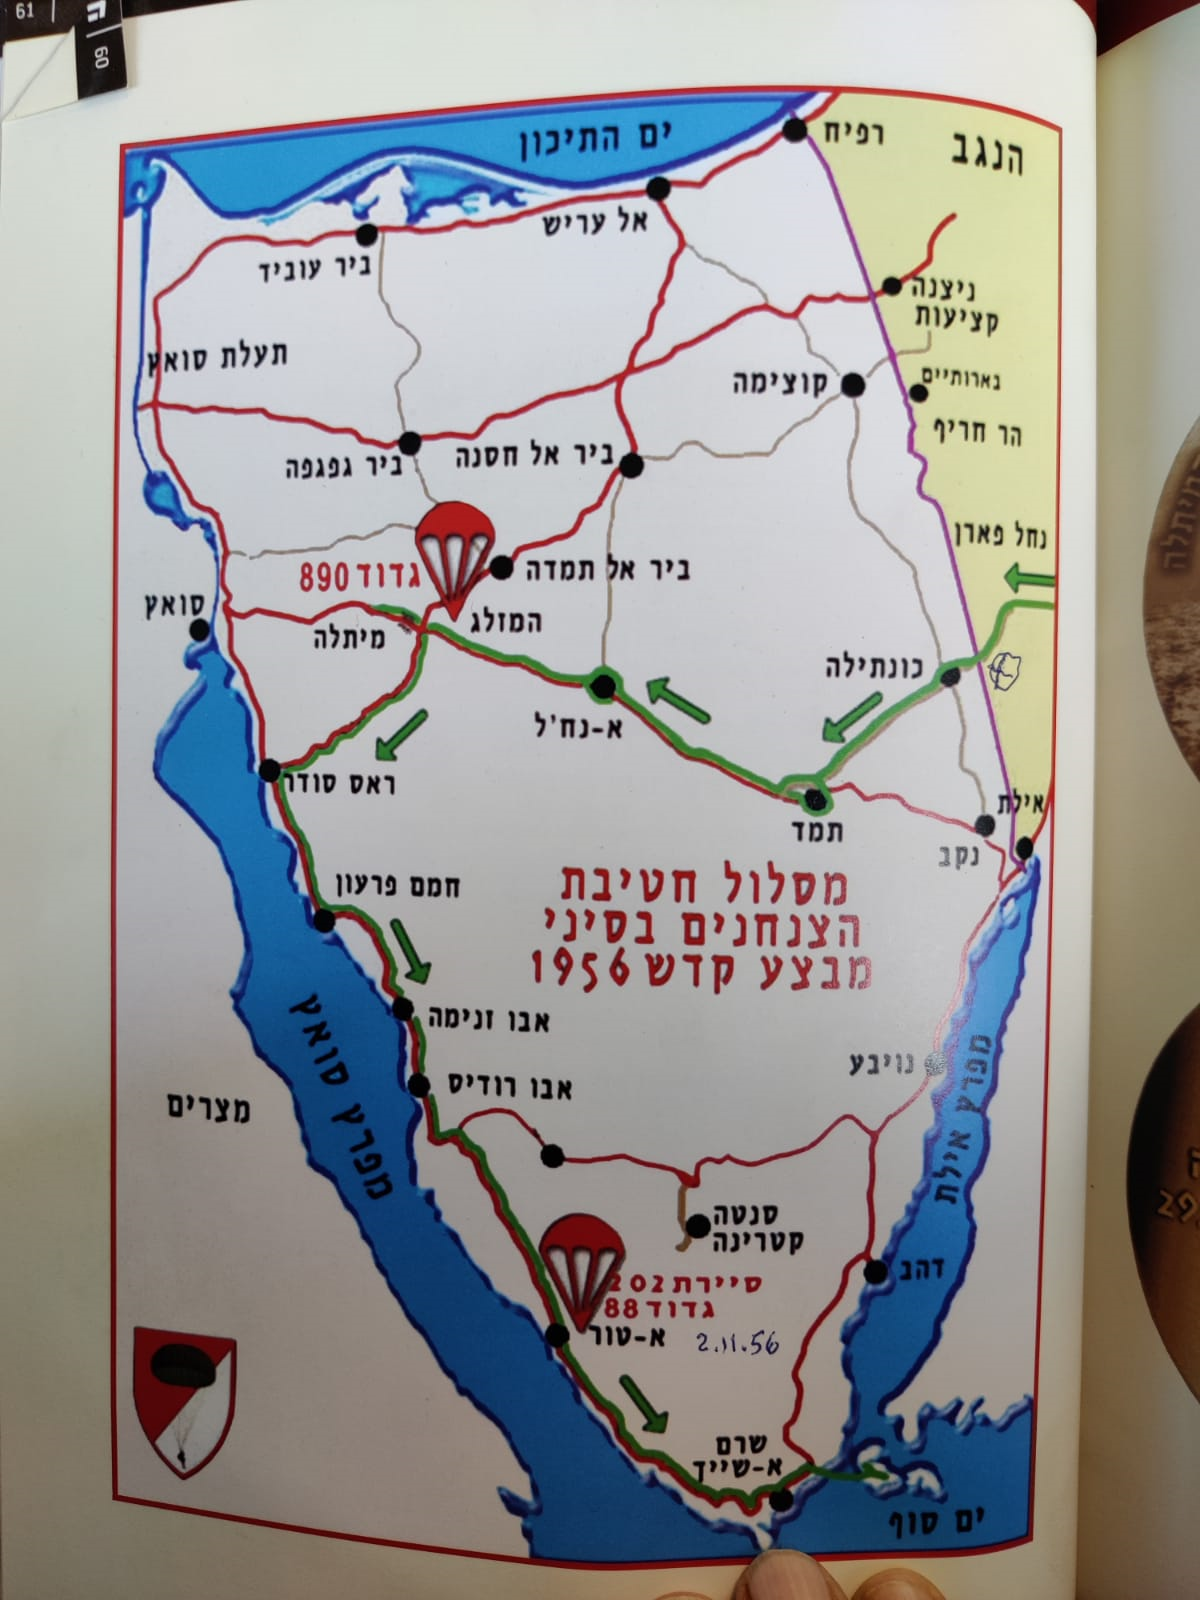 61
60
ים התיכון
רפיח
הנגב
אל עריש
ביר עוביד
ניצנה
קציעות
תעלת סואץ
קוצימה
בארותיים
הר חריף
ביר אל חסנה
ביר גפגפה
נחל פארן
גדוד 890
ביר אל תמדה
סואץ
המזלג
מיתלה
כונתילה
א-נח'ל
ראס סודר
אילת
תמד
נקב
חמם פרעון
מסלול חטיבת
הצנחנים בסיני
מבצע קדש 1956
אבו זנימה
מפרץ סואץ
נויבע
מפרץ אילת
אבו רודיס
מצרים
סנטה
קטרינה
דהב
סיירת 202
גדוד 88
א-טור
2.11.56
שרם
א-שייך
ים סוף